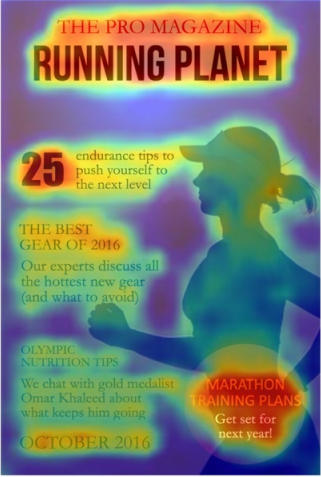 THE PRO MAGAZINE
RUNNING PLANET
25
endurance tips to
push yourself to
the next level
THE BEST
GEAR OF 2016
Our experts discuss all
the hottest new gear
(and what to avoid)
OLYMPIC
NUTRITION TIPS
We chat with gold medalist
Omar Khaleed about
what keeps him going
OCTOBER 2016
MARATHON
TRAINING PLANS
Get set for
next year!